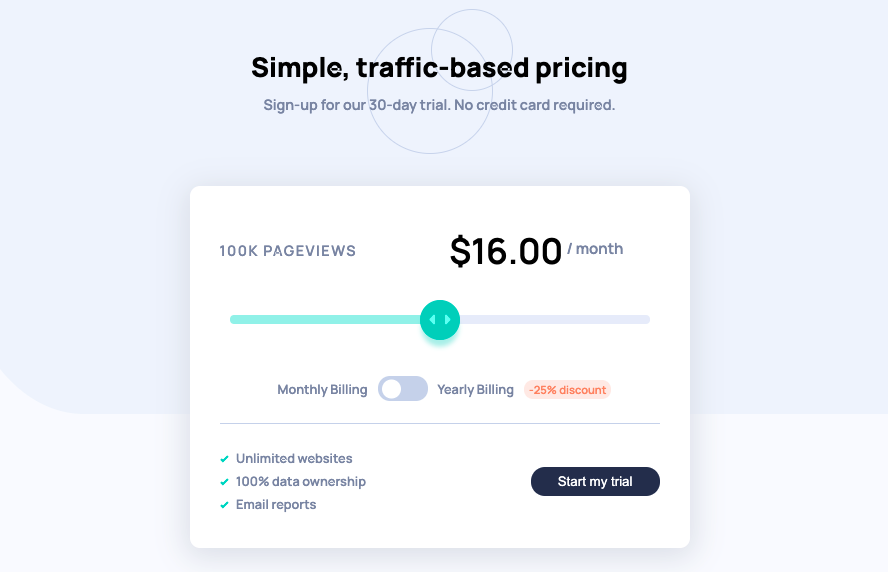 Simple, traffic-based pricing
Sign-up for our 30-day trial. No credit card required.
100K PAGEVIEWS
$16.00 / month
Monthly Billing
Yearly Billing
-25% discount
Unlimited websites
100% data ownership
Email reports
Start my trial